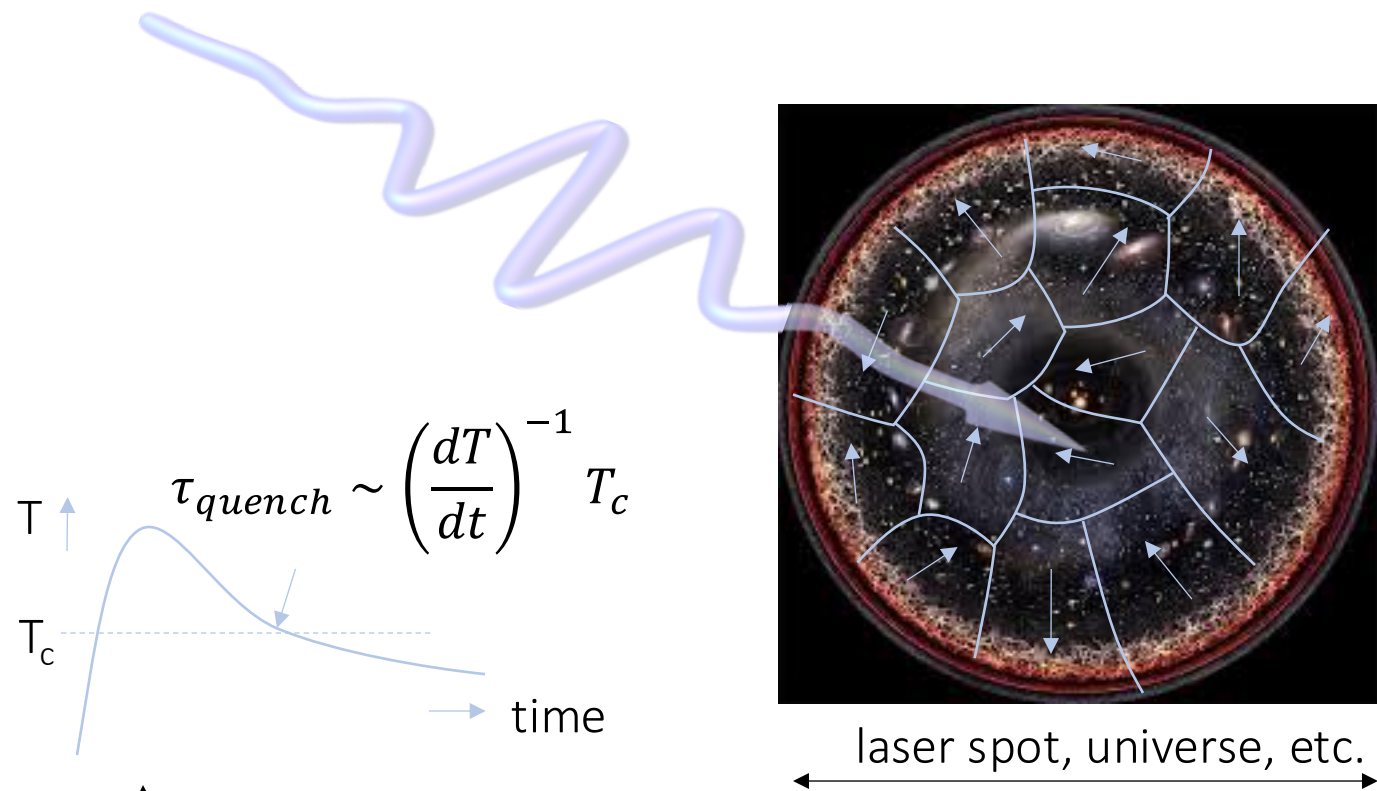 τ_quench ~ (dT/dt)^−1 T_c
T
T_c
time
laser spot, universe, etc.